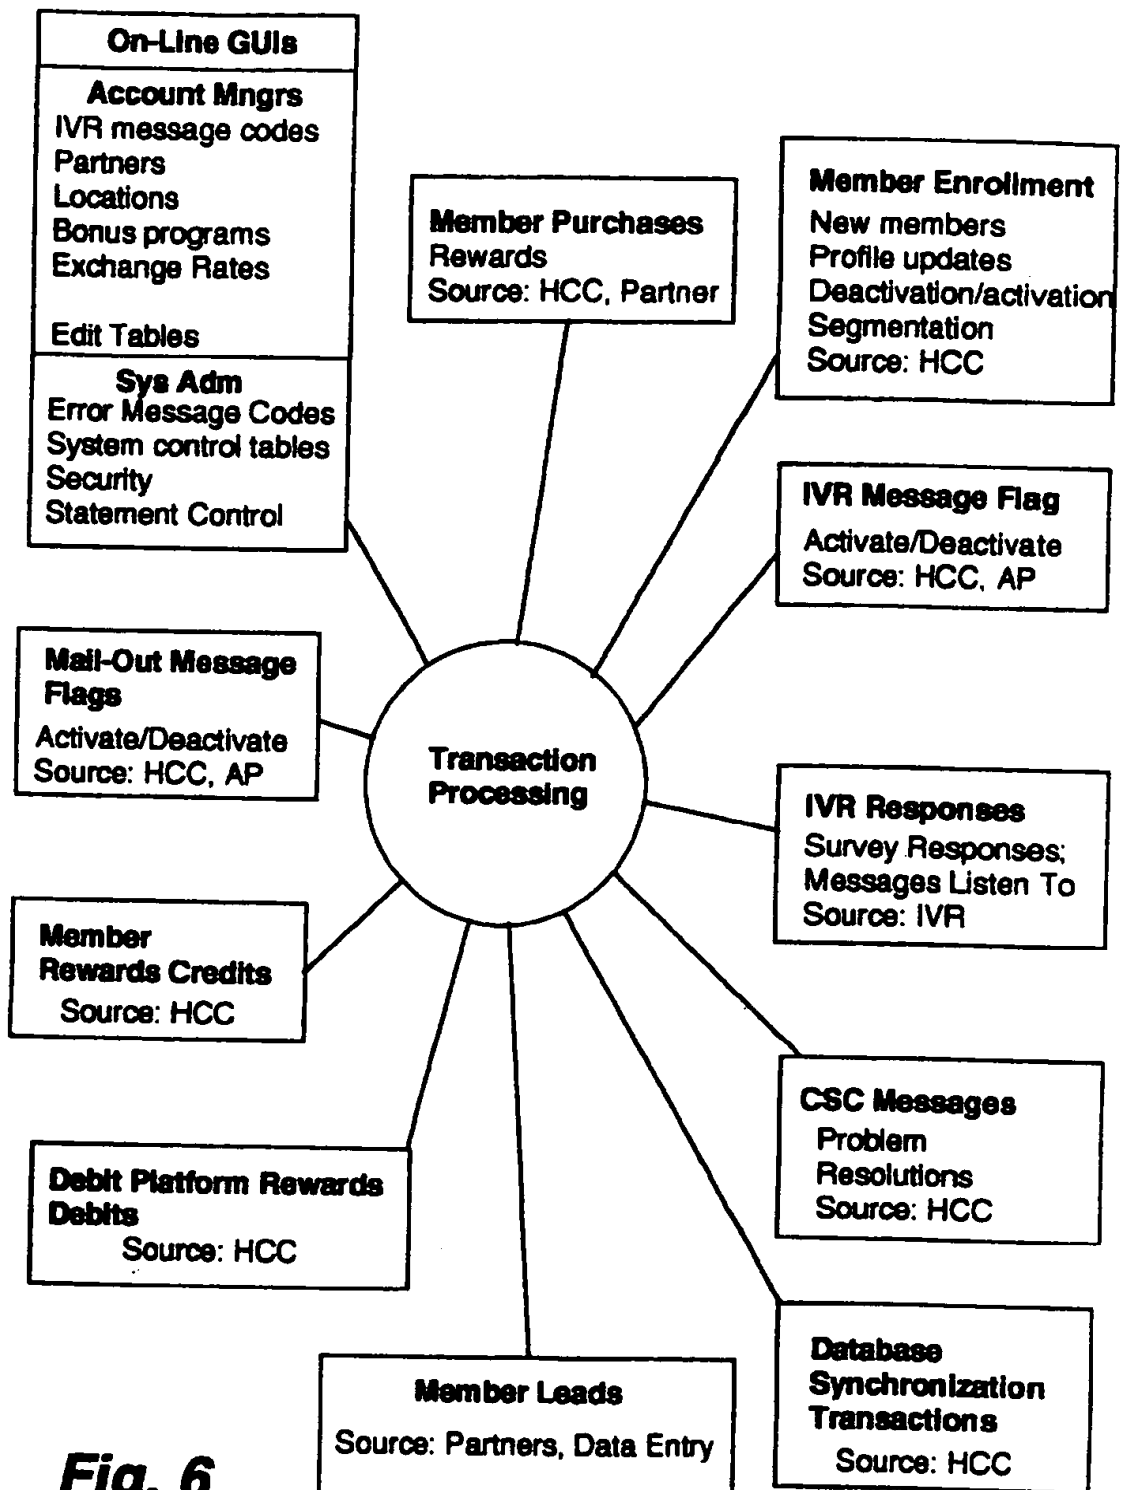 On-Line GUIs
Account Mngrs
IVR message codes
Partners
Locations
Bonus programs
Exchange Rates
Edit Tables
Sys Adm
Error Message Codes
System control tables
Security
Statement Control
Member Purchases
Rewards
Source: HCC, Partner
Member Enrollment
New members
Profile updates
Deactivation/activation
Segmentation
Source: HCC
IVR Message Flag
Activate/Deactivate
Source: HCC, AP
Mail-Out Message
Flags
Activate/Deactivate
Source: HCC, AP
Transaction
Processing
IVR Responses
Survey Responses;
Messages Listen To
Source: IVR
Member
Rewards Credits
Source: HCC
CSC Messages
Problem
Resolutions
Source: HCC
Debit Platform Rewards
Debits
Source: HCC
Member Leads
Source: Partners, Data Entry
Database
Synchronization
Transactions
Source: HCC
Fig. 6